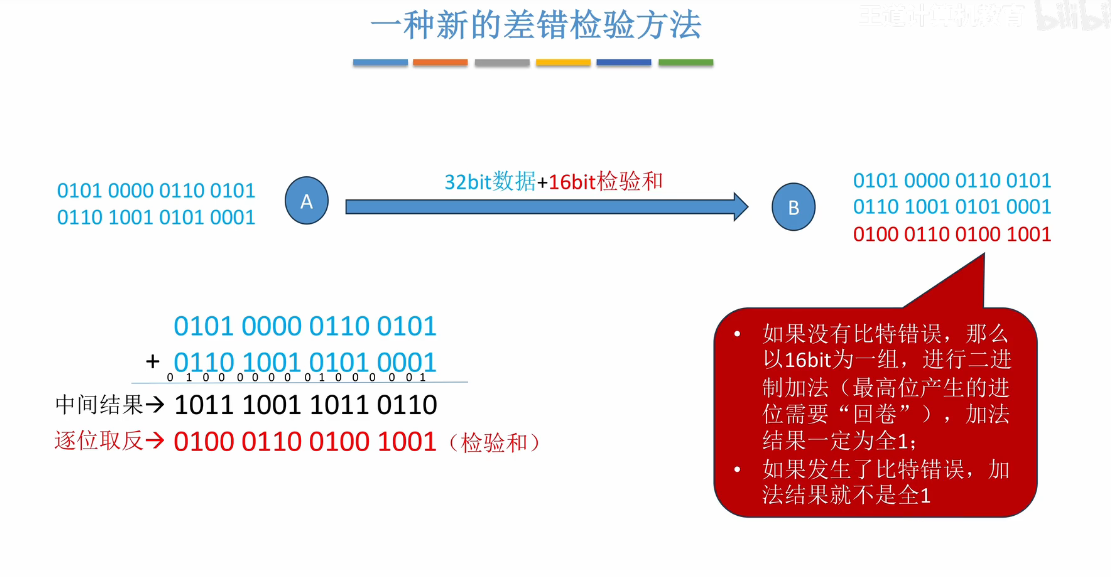 一种新的差错检验方法
bilibi
0101 0000 0110 0101
0110 1001 0101 0001
A
32bit数据+16bit检验和
B
0101 0000 0110 0101
0110 1001 0101 0001
0100 0110 0100 1001
0101 0000 0110 0101
+ 0110 1001 0101 0001
0 1 0 0 0 0 0 0 0 1 0 0 0 0 0 1
中间结果→ 1011 1001 1011 0110
逐位取反→ 0100 0110 0100 1001（检验和）
• 如果没有比特错误，那么
以16bit为一组，进行二进
制加法（最高位产生的进
位需要“回卷”），加法
结果一定为全1；
• 如果发生了比特错误，加
法结果就不是全1